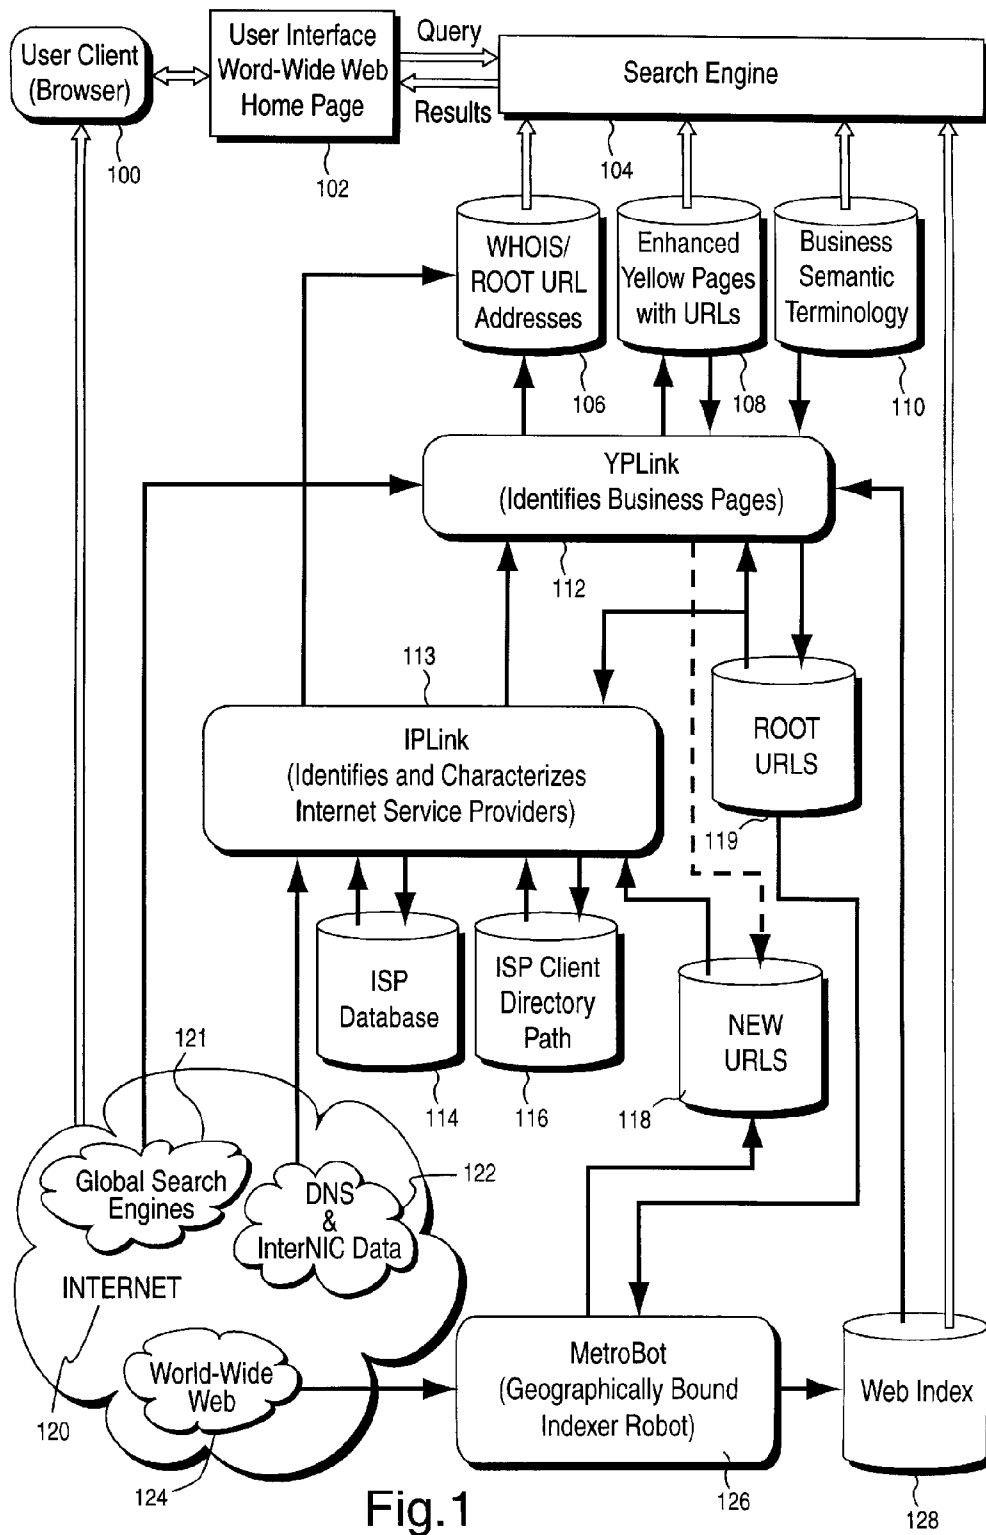 User Client
(Browser)
100
User Interface
Word-Wide Web
Home Page
102
Query
Results
Search Engine
104
WHOIS/
ROOT URL
Addresses
106
Enhanced
Yellow Pages
with URLs
108
Business
Semantic
Terminology
110
YPLink
(Identifies Business Pages)
112
113
IPLink
(Identifies and Characterizes
Internet Service Providers)
ROOT
URLS
119
ISP
Database
114
ISP Client
Directory
Path
116
NEW
URLS
118
121
Global Search
Engines
122
DNS
&
InterNIC Data
INTERNET
120
World-Wide
Web
124
MetroBot
(Geographically Bound
Indexer Robot)
126
Web Index
128
Fig.1